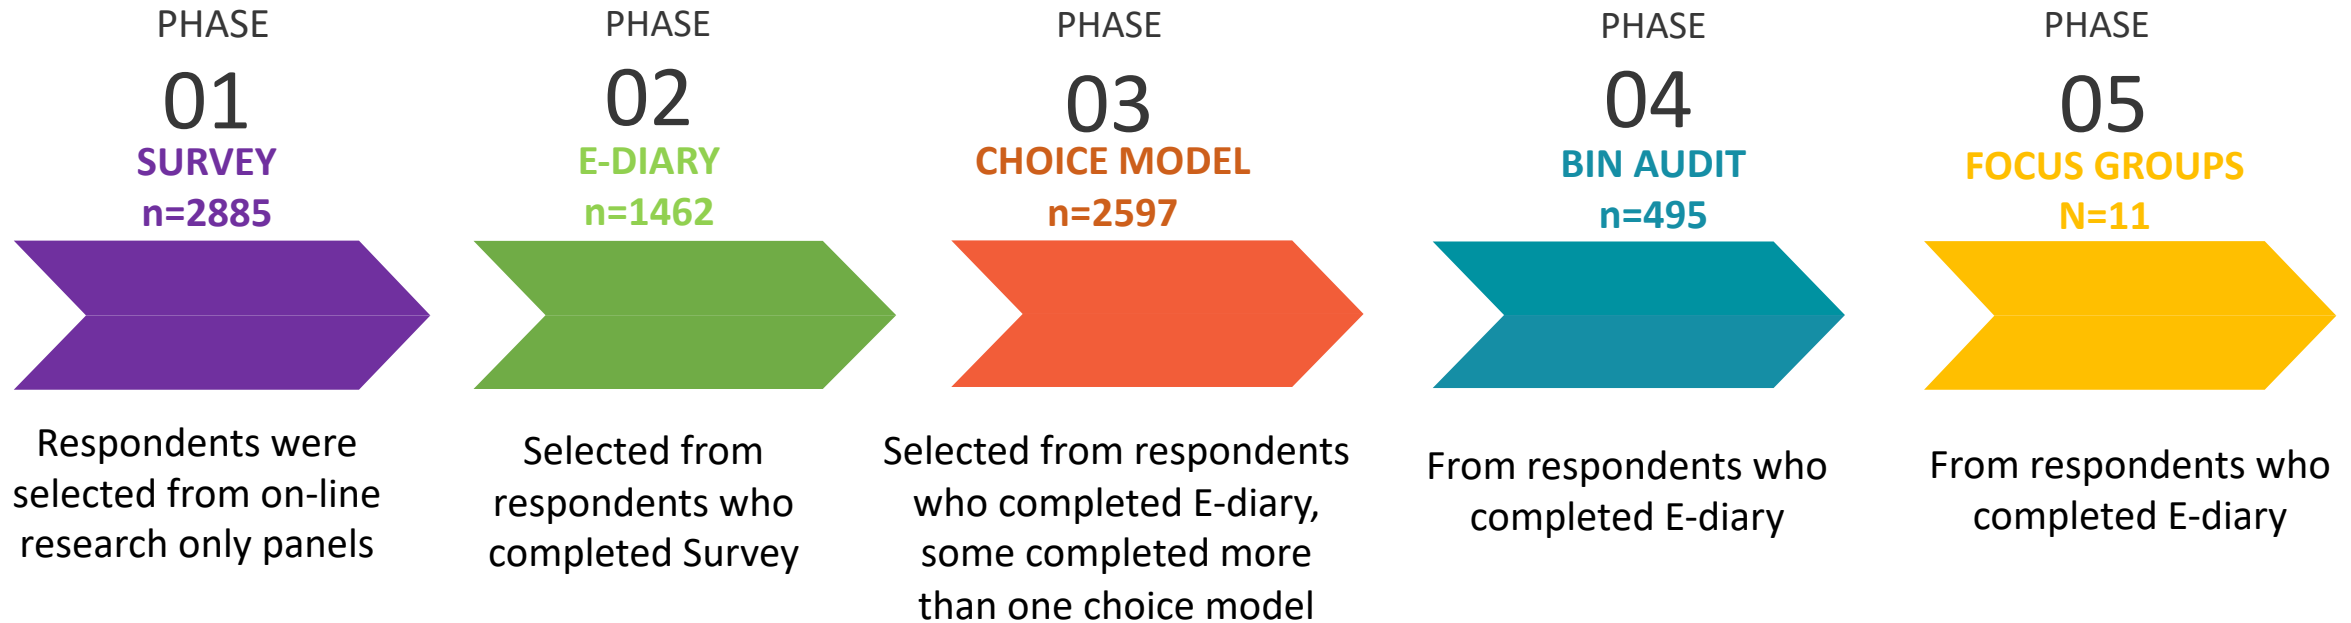 PHASE
01
SURVEY
n=2885
Respondents were
selected from on-line
research only panels
PHASE
02
E-DIARY
n=1462
Selected from
respondents who
completed Survey
PHASE
03
CHOICE MODEL
n=2597
Selected from respondents
who completed E-diary,
some completed more
than one choice model
PHASE
04
BIN AUDIT
n=495
From respondents who
completed E-diary
PHASE
05
FOCUS GROUPS
N=11
From respondents who
completed E-diary